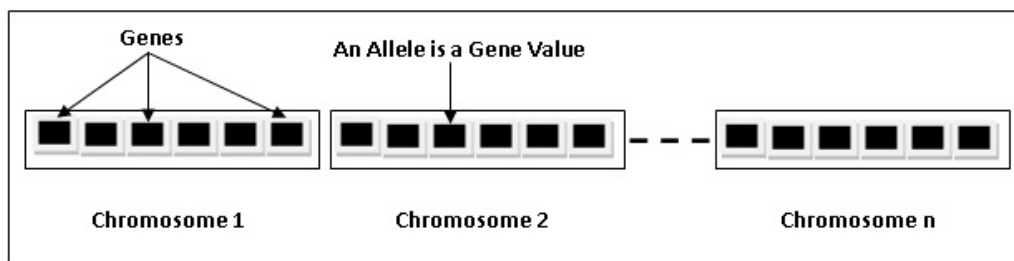 Genes
An Allele is a Gene Value
Chromosome 1
Chromosome 2
Chromosome n